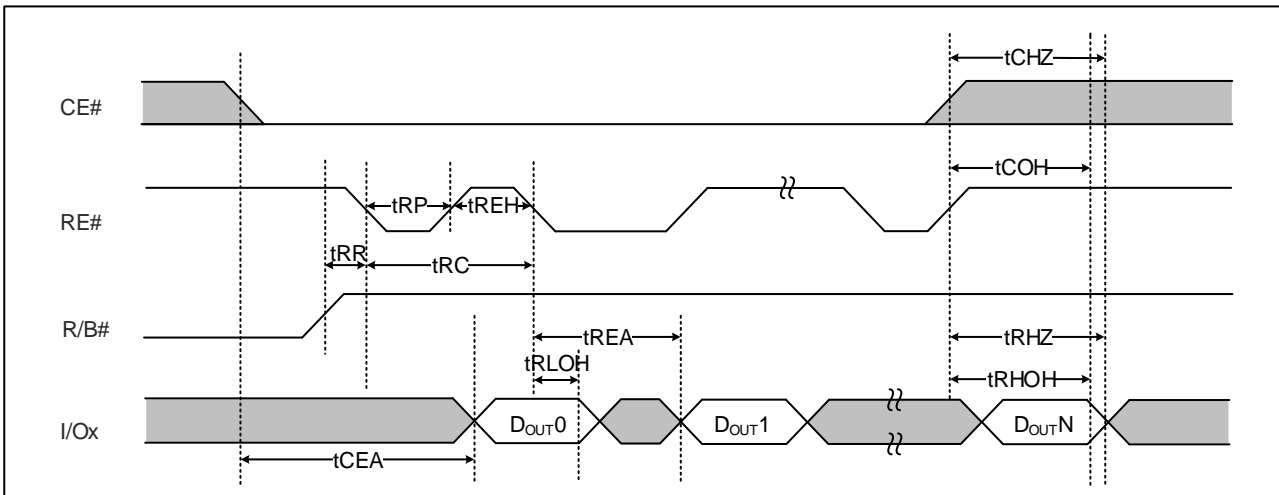 tCHZ
CE#
tCOH
tRP
tREH
RE#
tRR
tRC
R/B#
tREA
tRHZ
tRLOH
tRHOH
I/Ox
DOUT0
DOUT1
DOUTN
tCEA